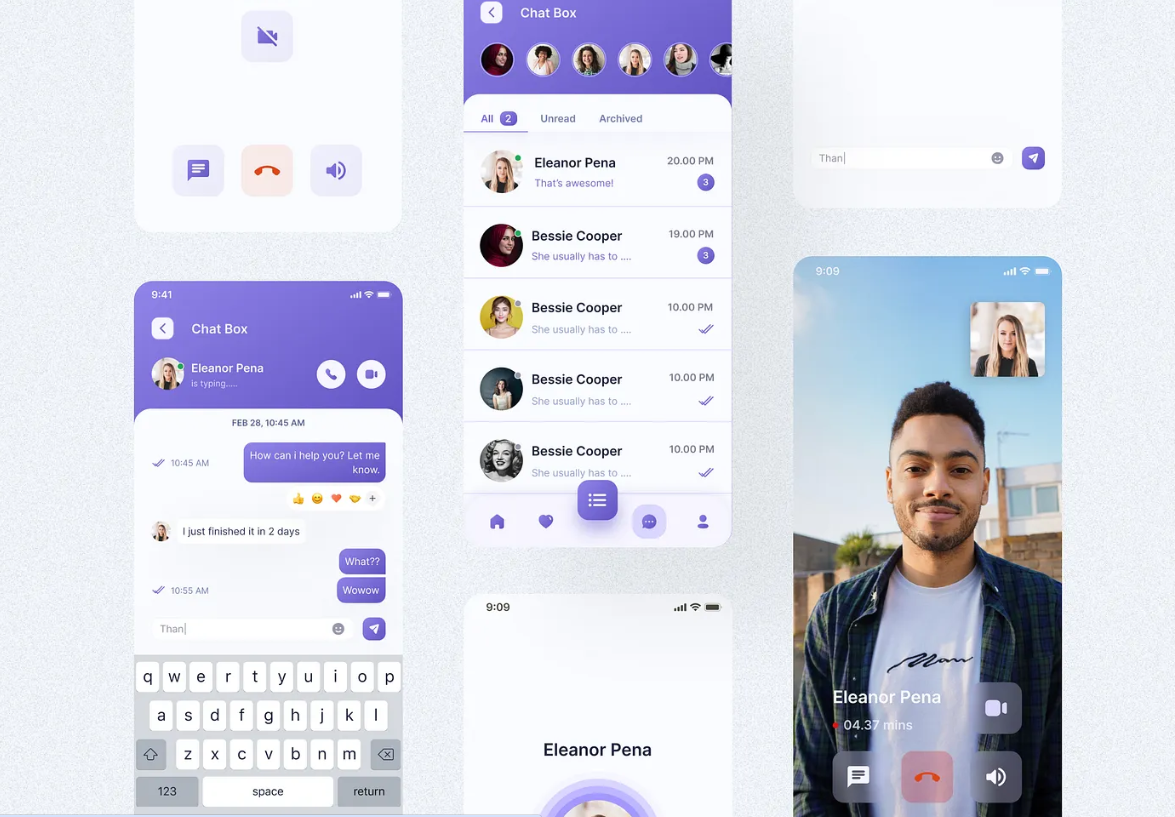 9:41
Chat Box
Eleanor Pena
is typing.....
FEB 28, 10:45 AM
How can i help you? Let me
know.
10:45 AM
I just finished it in 2 days
What??
10:55 AM
Wowow
Than
q w e r t y u i o p
a s d f g h j k l
z x c v b n m
123 space return
Chat Box
All 2 Unread Archived
Eleanor Pena 20.00 PM
That's awesome! 3
Bessie Cooper 19.00 PM
She usually has to .... 3
Bessie Cooper 10.00 PM
She usually has to ....
Bessie Cooper 10.00 PM
She usually has to ....
Bessie Cooper 10.00 PM
She usually has to ....
9:09
Eleanor Pena
Than
9:09
Eleanor Pena
04.37 mins